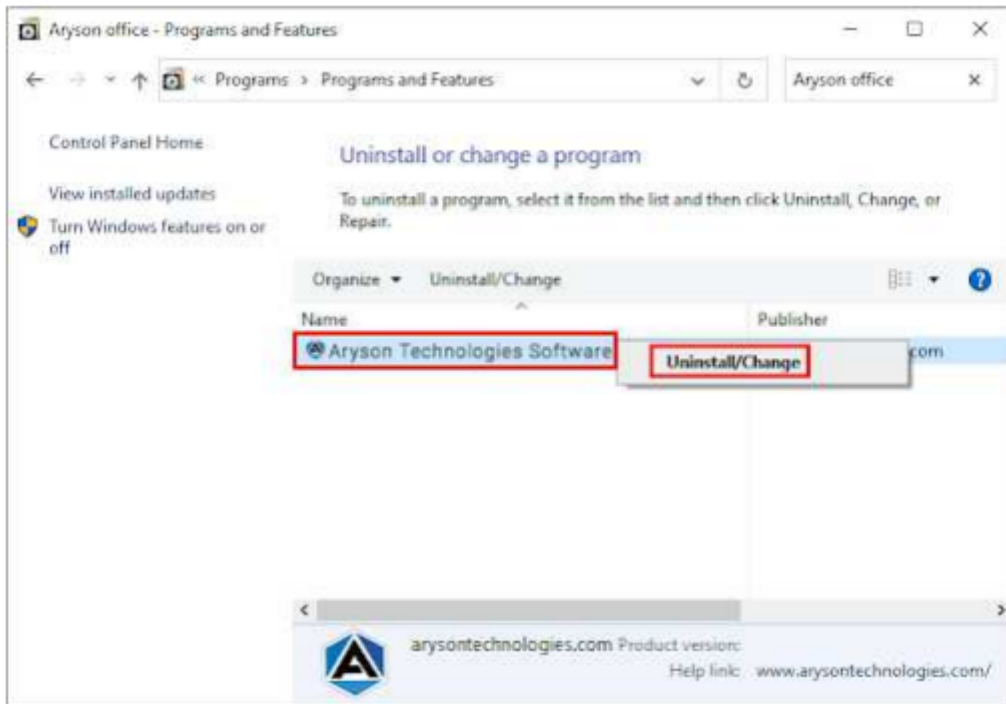 Aryson office - Programs and Features
« Programs > Programs and Features
Aryson office
Control Panel Home
View installed updates
Turn Windows features on or
off
Uninstall or change a program
To uninstall a program, select it from the list and then click Uninstall, Change, or
Repair.
Organize Uninstall/Change
Name Publisher
Aryson Technologies Software
Uninstall/Change
com
arysontechnologies.com Product version:
Help link: www.arysontechnologies.com/